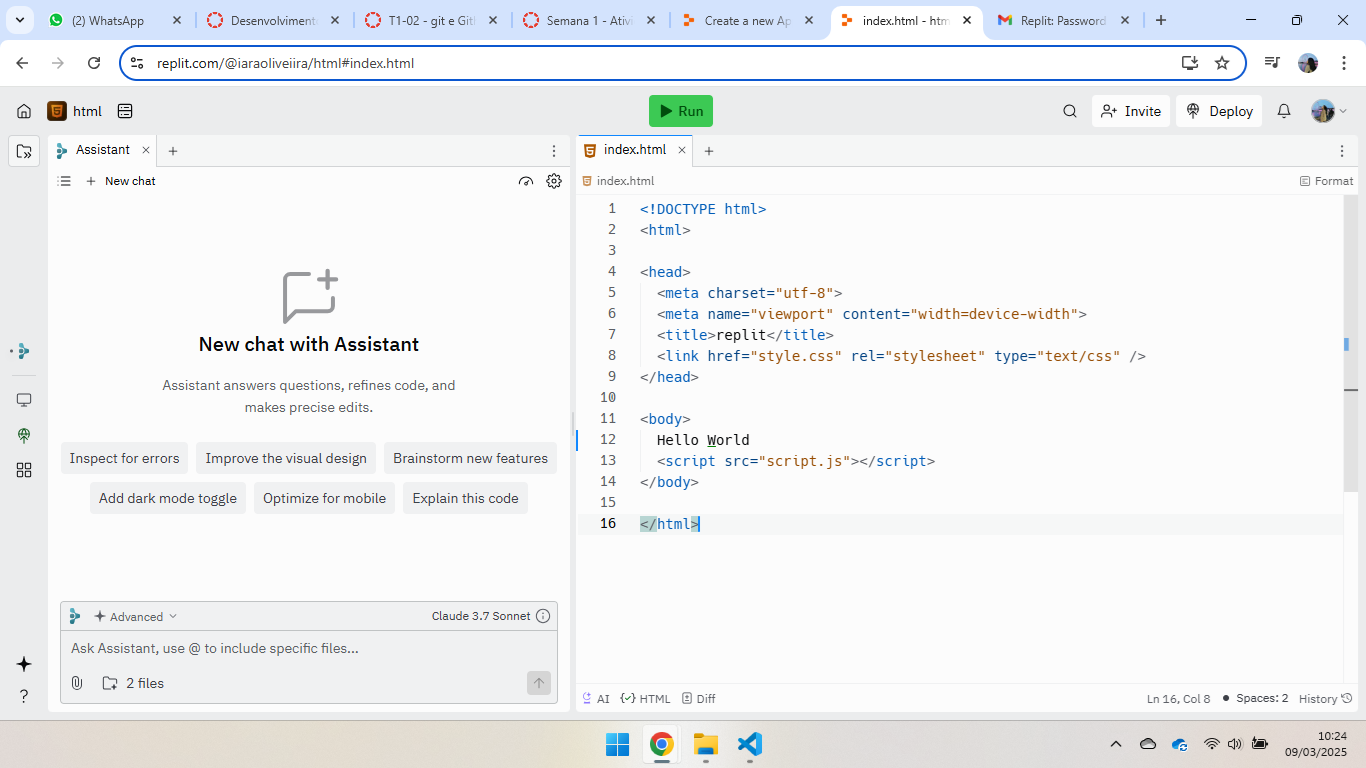 (2) WhatsApp
Desenvolviment
T1-02 - git e Gitl
Semana 1 - Ativi
Create a new Ap
index.html - htm
Replit: Password
replit.com/@iaraoliveiira/html#index.html
html
Run
Invite
Deploy
Assistant
index.html
New chat
index.html
Format
New chat with Assistant
Assistant answers questions, refines code, and
makes precise edits.
Inspect for errors
Improve the visual design
Brainstorm new features
Add dark mode toggle
Optimize for mobile
Explain this code
Advanced
Claude 3.7 Sonnet
Ask Assistant, use @ to include specific files...
2 files
1 <!DOCTYPE html>
2 <html>
3
4 <head>
5 <meta charset="utf-8">
6 <meta name="viewport" content="width=device-width">
7 <title>replit</title>
8 <link href="style.css" rel="stylesheet" type="text/css" />
9 </head>
10
11 <body>
12 Hello World
13 <script src="script.js"></script>
14 </body>
15
16 </html>
AI
HTML
Diff
Ln 16, Col 8
Spaces: 2
History
10:24
09/03/2025